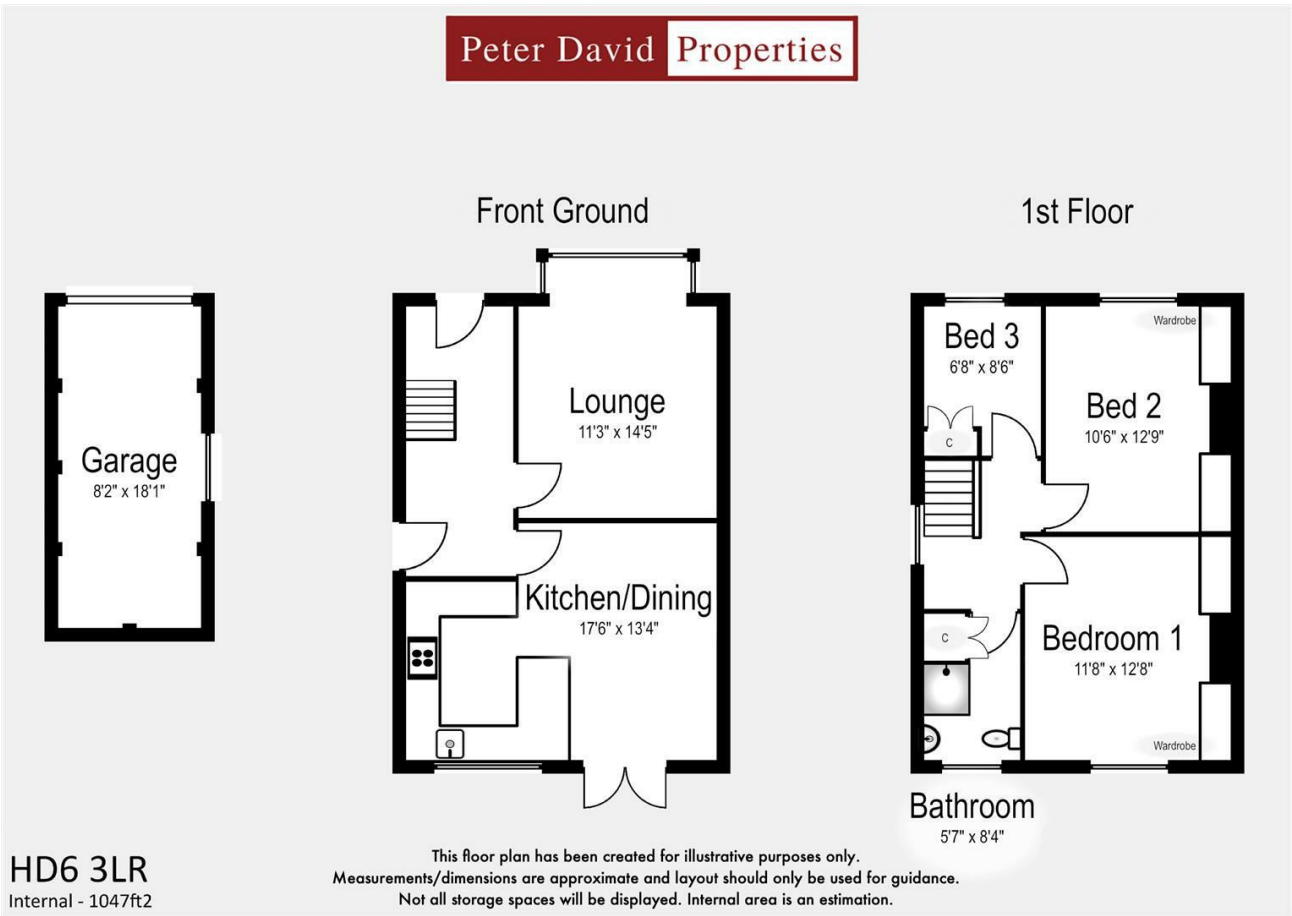 Peter David Properties
Front Ground
1st Floor
Garage
8'2" x 18'1"
Lounge
11'3" x 14'5"
Kitchen/Dining
17'6" x 13'4"
Bed 3
6'8" x 8'6"
C
Wardrobe
Bed 2
10'6" x 12'9"
C
Bedroom 1
11'8" x 12'8"
Wardrobe
Bathroom
5'7" x 8'4"
HD6 3LR
Internal - 1047ft2
This floor plan has been created for illustrative purposes only.
Measurements/dimensions are approximate and layout should only be used for guidance.
Not all storage spaces will be displayed. Internal area is an estimation.